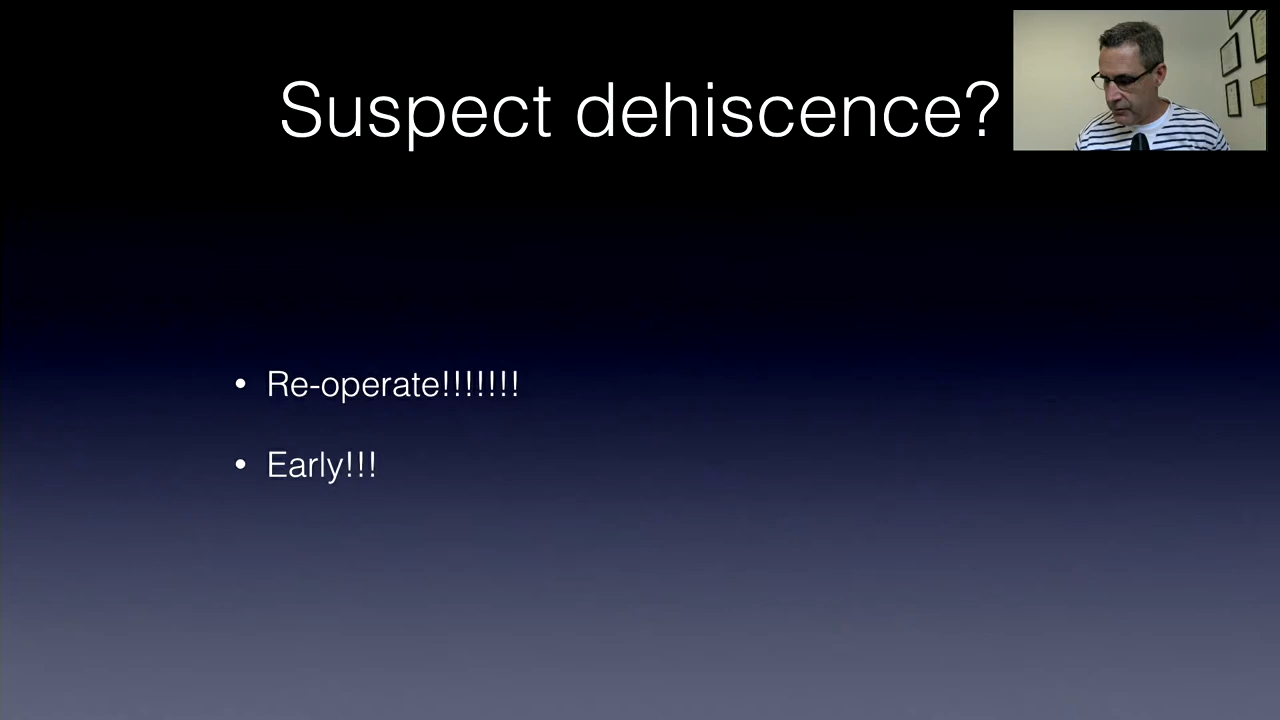 Suspect dehiscence?
• Re-operate!!!!!!!
• Early!!!